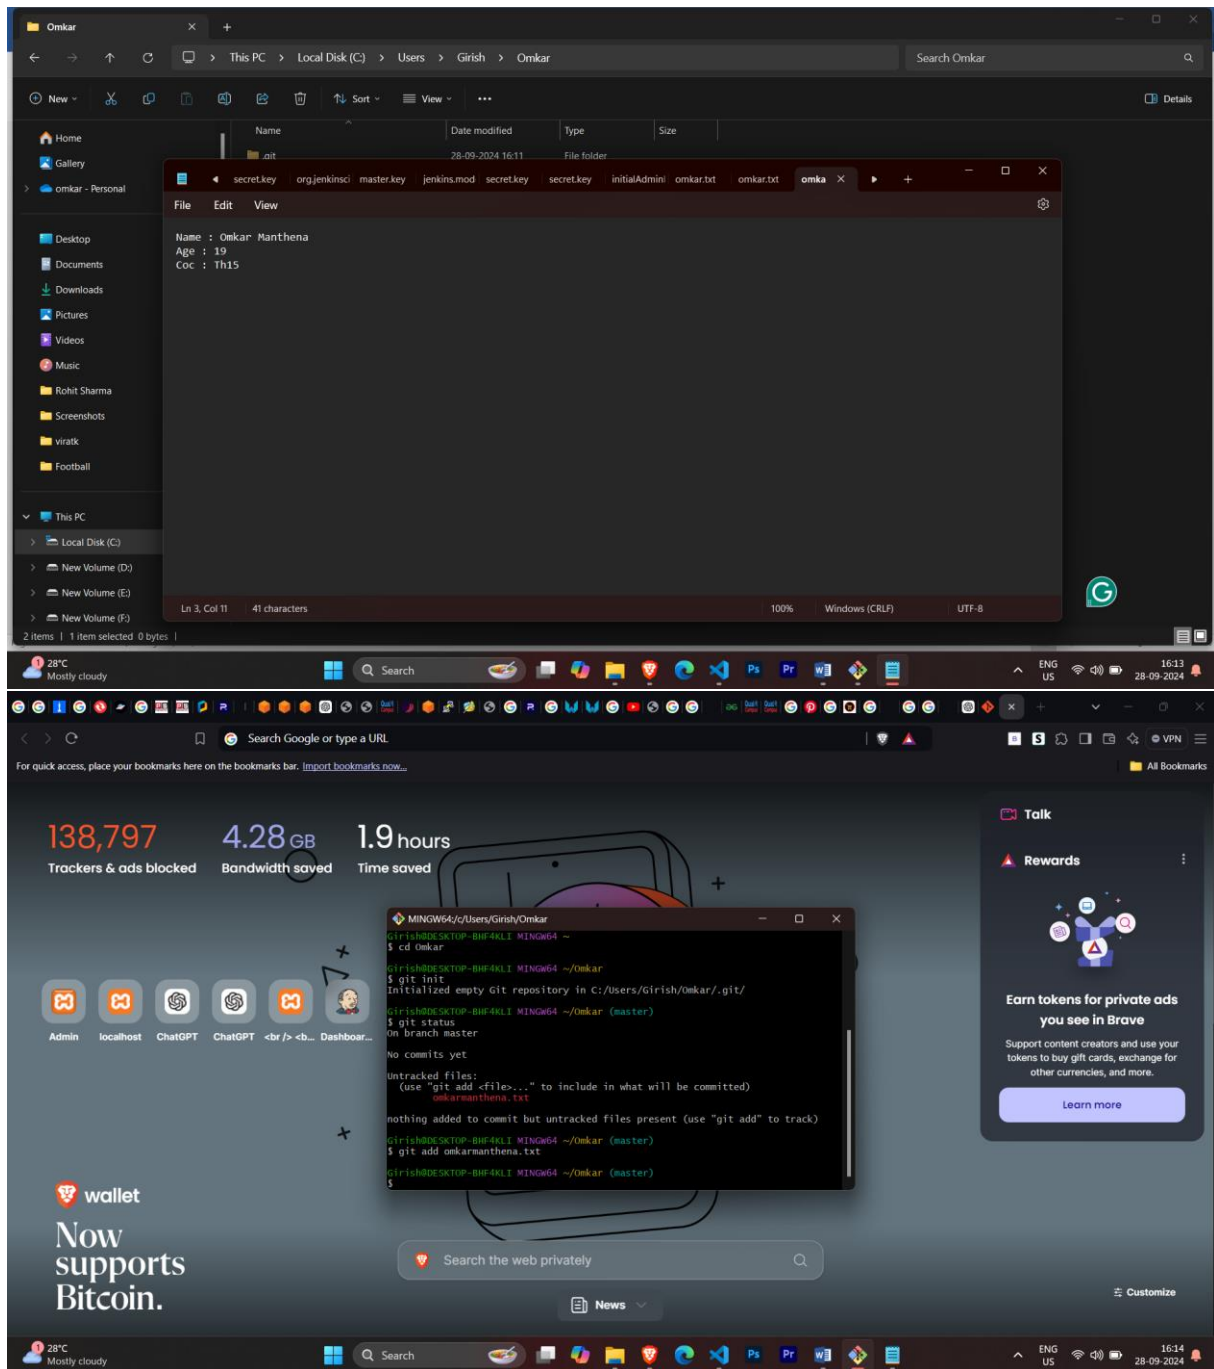 Omkar
This PC > Local Disk (C:) > Users > Girish > Omkar
Search Omkar
New
Sort
View
Details
Home
Gallery
omkar - Personal
Desktop
Documents
Downloads
Pictures
Videos
Music
Rohit Sharma
Screenshots
viratk
Football
This PC
Local Disk (C:)
New Volume (D:)
New Volume (E:)
New Volume (F:)
2 items | 1 item selected 0 bytes |
Name
Date modified
Type
Size
.git
28-09-2024 16:11
File folder
secret.key org.jenkinsci master.key jenkins.mod secret.key secret.key initialAdminl omkar.txt omkar.txt omka
File Edit View
Name : Omkar Manthena
Age : 19
Coc : Th15
Ln 3, Col 11 41 characters 100% Windows (CRLF) UTF-8
28°C
Mostly cloudy
Search
ENG
US
16:13
28-09-2024
Search Google or type a URL
VPN
For quick access, place your bookmarks here on the bookmarks bar. Import bookmarks now...
All Bookmarks
138,797
Trackers & ads blocked
4.28 GB
Bandwidth saved
1.9 hours
Time saved
Admin
localhost
ChatGPT
ChatGPT
<br /> <b...
Dashboar...
MINGW64:/c/Users/Girish/Omkar
Girish@DESKTOP-BHF4KLI MINGW64 ~
$ cd Omkar
Girish@DESKTOP-BHF4KLI MINGW64 ~/Omkar
$ git init
Initialized empty Git repository in C:/Users/Girish/Omkar/.git/
Girish@DESKTOP-BHF4KLI MINGW64 ~/Omkar (master)
$ git status
On branch master
No commits yet
Untracked files:
(use "git add <file>..." to include in what will be committed)
omkarmanthena.txt
nothing added to commit but untracked files present (use "git add" to track)
Girish@DESKTOP-BHF4KLI MINGW64 ~/Omkar (master)
$ git add omkarmanthena.txt
Girish@DESKTOP-BHF4KLI MINGW64 ~/Omkar (master)
$
Talk
Rewards
Earn tokens for private ads
you see in Brave
Support content creators and use your
tokens to buy gift cards, exchange for
other currencies, and more.
Learn more
wallet
Now
supports
Bitcoin.
Search the web privately
News
Customize
28°C
Mostly cloudy
Search
ENG
US
16:14
28-09-2024